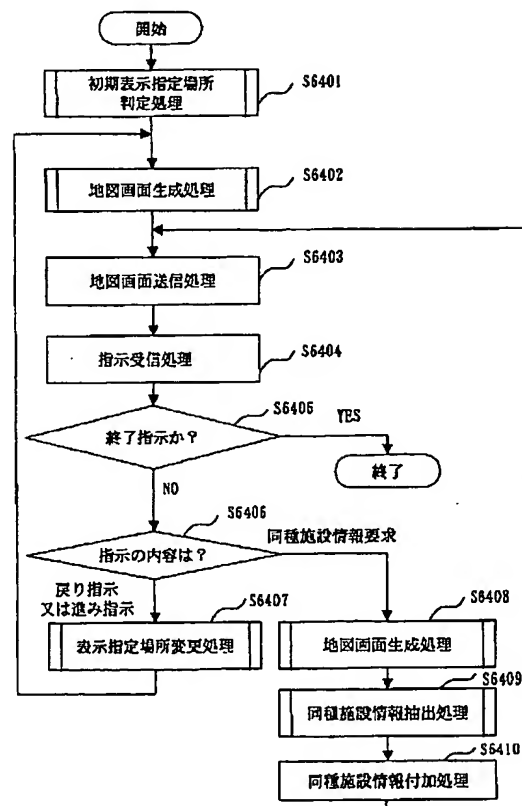 開始
初期表示指定場所
判定処理
S6401
地図画面生成処理
S6402
地図画面送信処理
S6403
指示受信処理
S6404
終了指示か？
S6405
YES
終了
NO
指示の内容は？
S6406
同種施設情報要求
戻り指示
又は進み指示
S6407
表示指定場所変更処理
S6408
地図画面生成処理
S6409
同種施設情報抽出処理
S6410
同種施設情報付加処理